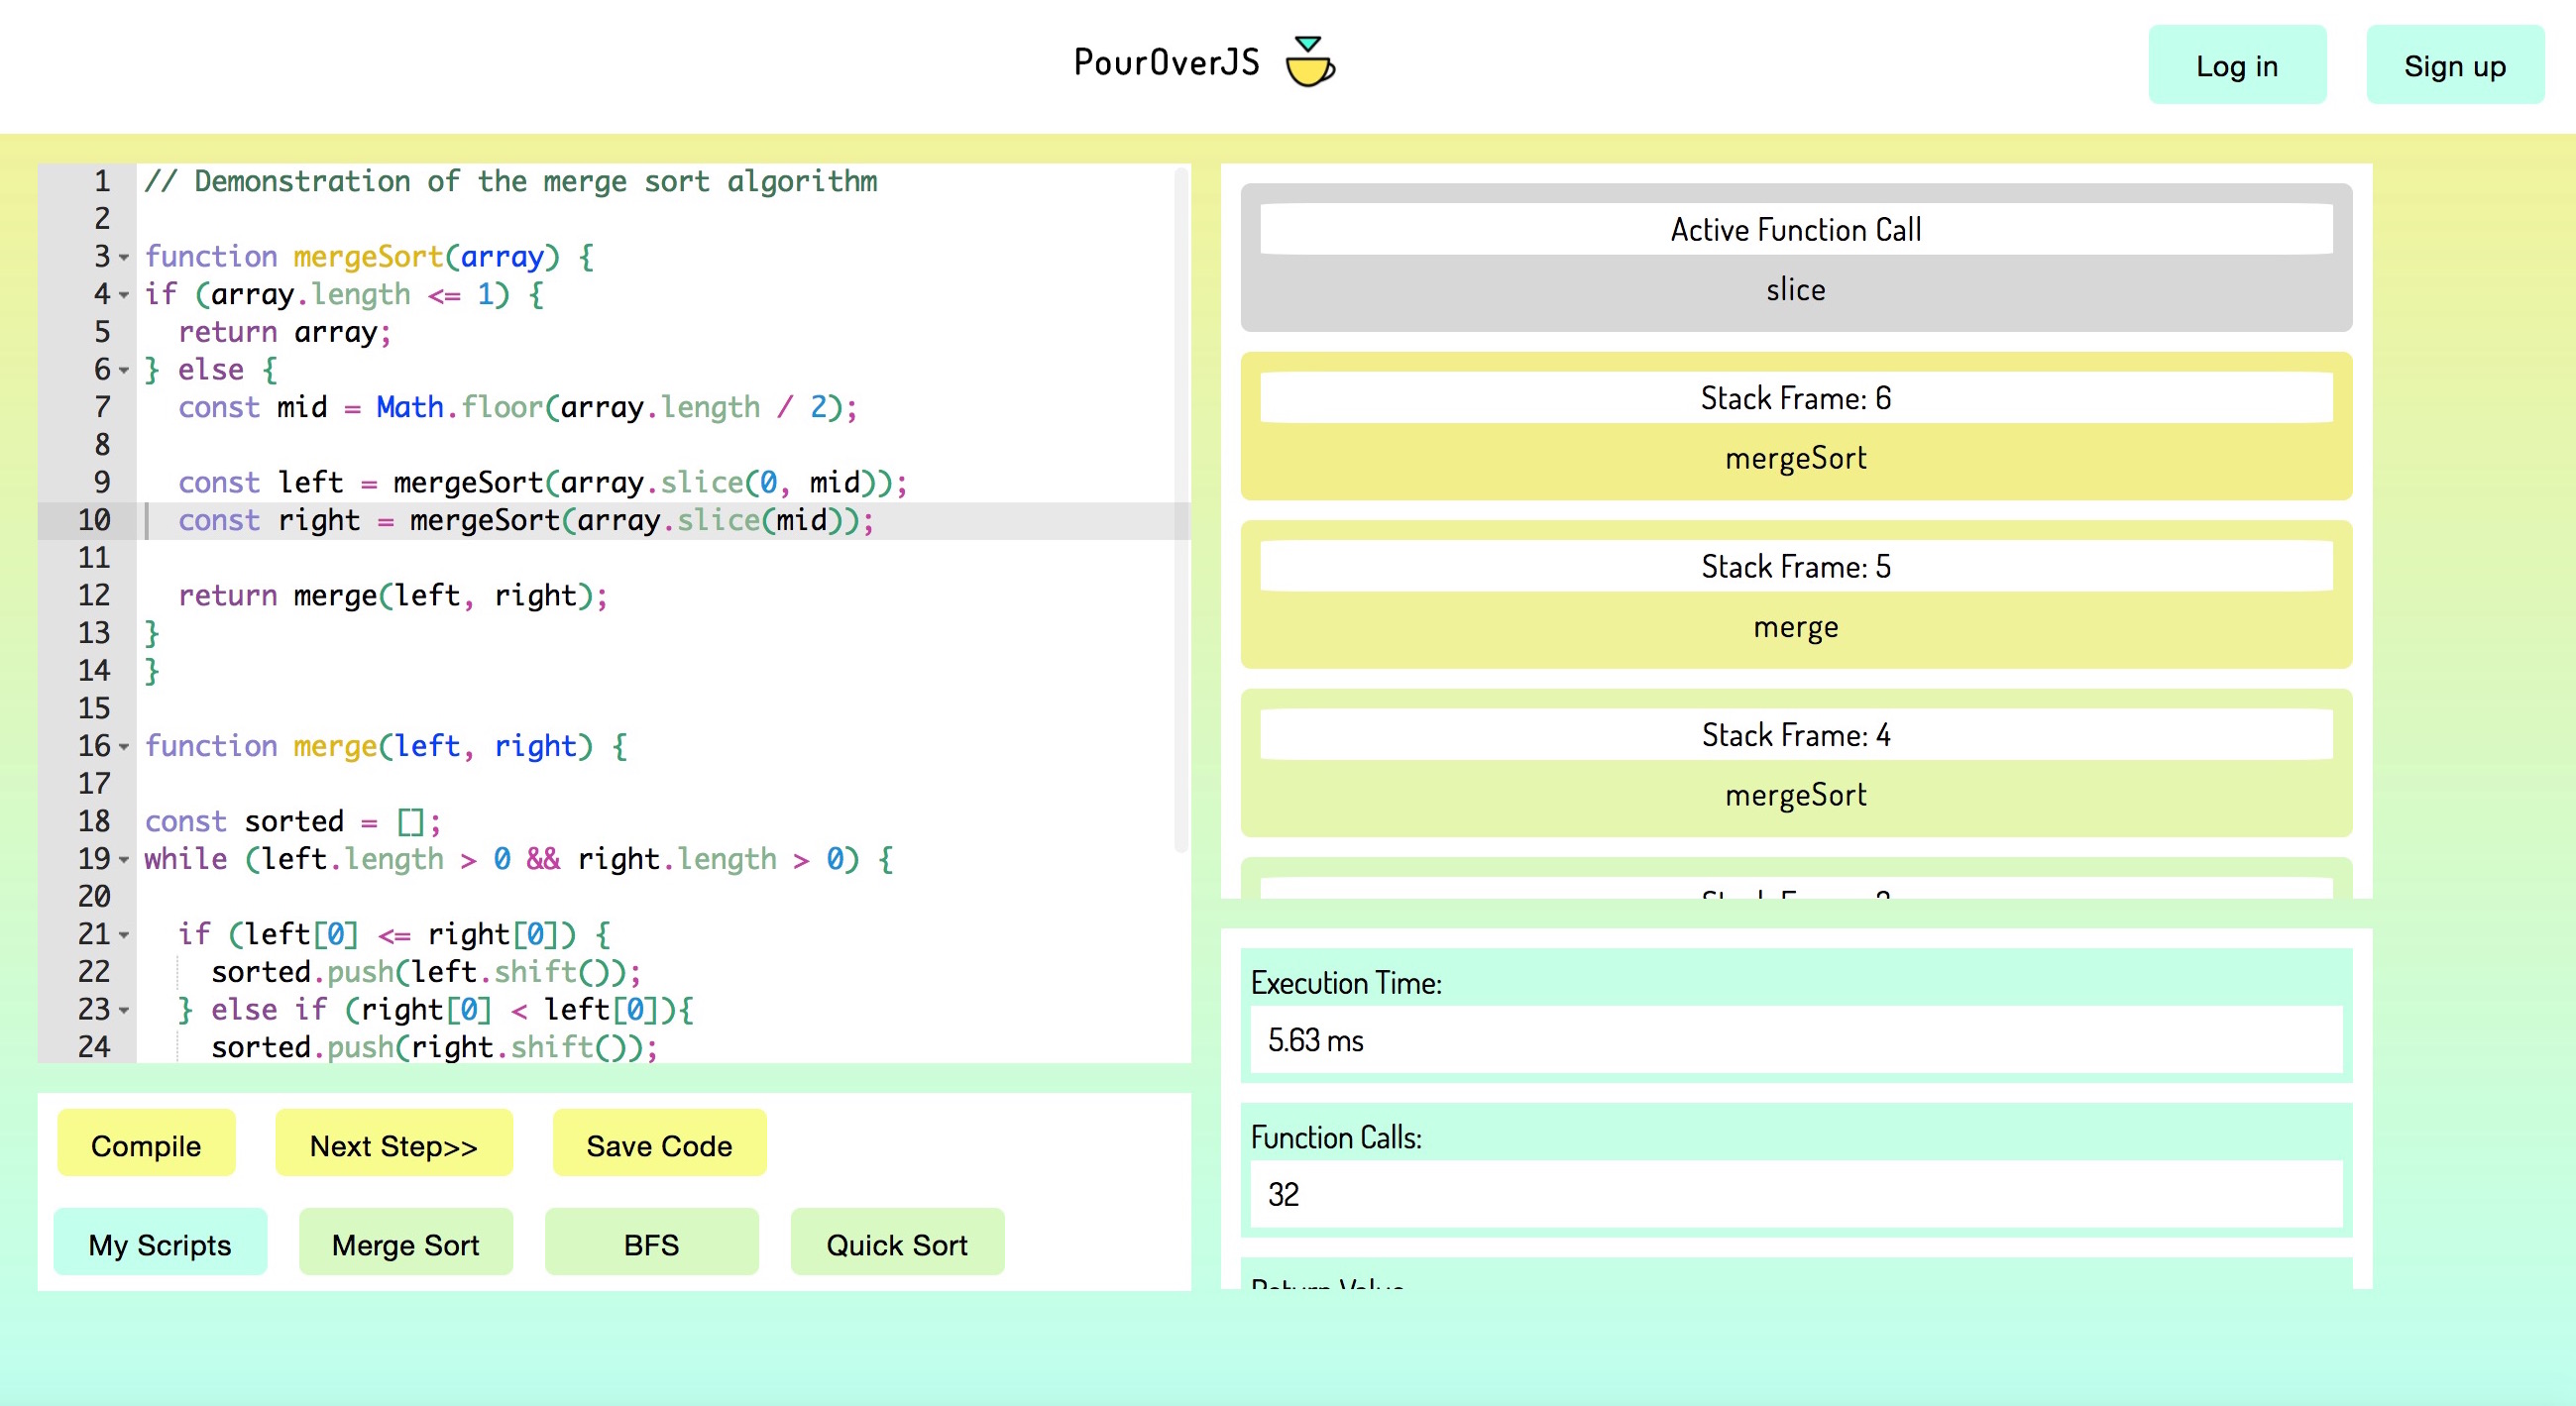 PourOverJS
Log in
Sign up
1 // Demonstration of the merge sort algorithm
2
3 function mergeSort(array) {
4 if (array.length <= 1) {
5   return array;
6 } else {
7   const mid = Math.floor(array.length / 2);
8
9   const left = mergeSort(array.slice(0, mid));
10   const right = mergeSort(array.slice(mid));
11
12   return merge(left, right);
13 }
14 }
15
16 function merge(left, right) {
17
18 const sorted = [];
19 while (left.length > 0 && right.length > 0) {
20
21   if (left[0] <= right[0]) {
22     sorted.push(left.shift());
23   } else if (right[0] < left[0]){
24     sorted.push(right.shift());
Compile
Next Step>>
Save Code
My Scripts
Merge Sort
BFS
Quick Sort
Active Function Call
slice
Stack Frame: 6
mergeSort
Stack Frame: 5
merge
Stack Frame: 4
mergeSort
Execution Time:
5.63 ms
Function Calls:
32
Return Value